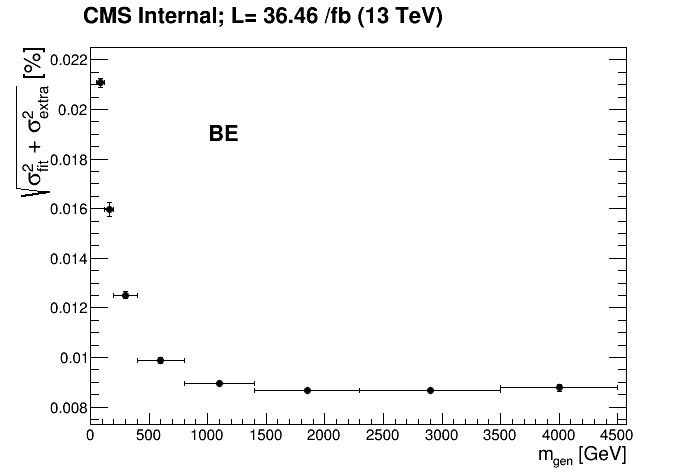 CMS Internal; L= 36.46 /fb (13 TeV)
√σ²fit + σ²extra [%]
0.022
0.02
BE
0.018
0.016
0.014
0.012
0.01
0.008
0 500 1000 1500 2000 2500 3000 3500 4000 4500
mgen [GeV]